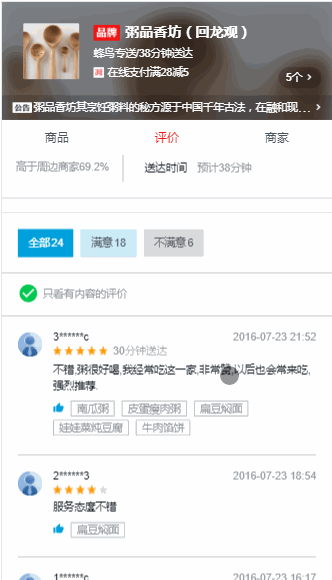 品牌 粥品香坊（回龙观）
蜂鸟专送/38分钟送达
减 在线支付满28减5
5个 >
公告 粥品香坊其烹饪粥料的秘方源于中国千年古法，在融和现... >
商品 评价 商家
高于周边商家69.2% 送达时间 预计38分钟
全部24 满意18 不满意6
只看有内容的评价
3******c 2016-07-23 21:52
30分钟送达
不错,粥很好喝,我经常吃这一家,非常赞,以后也会常来吃,
强烈推荐.
南瓜粥 皮蛋瘦肉粥 扁豆焖面
娃娃菜炖豆腐 牛肉馅饼
2******3 2016-07-23 18:54
服务态度不错
扁豆焖面
1******c 2016-07-23 16:17